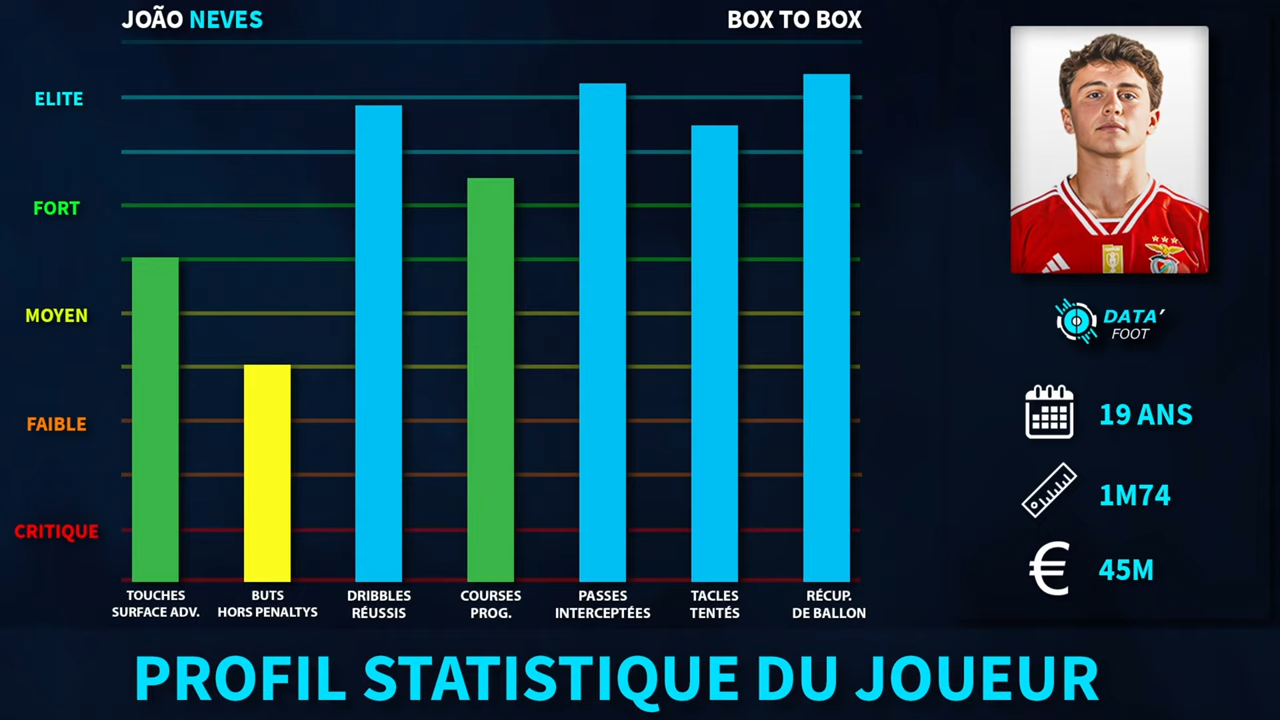 JOÃO NEVES
BOX TO BOX
ELITE
FORT
MOYEN
FAIBLE
CRITIQUE
TOUCHES
SURFACE ADV.
BUTS
HORS PENALTYS
DRIBBLES
RÉUSSIS
COURSES
PROG.
PASSES
INTERCEPTÉES
TACLES
TENTÉS
RÉCUP.
DE BALLON
DATA'
FOOT
19 ANS
1M74
€ 45M
PROFIL STATISTIQUE DU JOUEUR